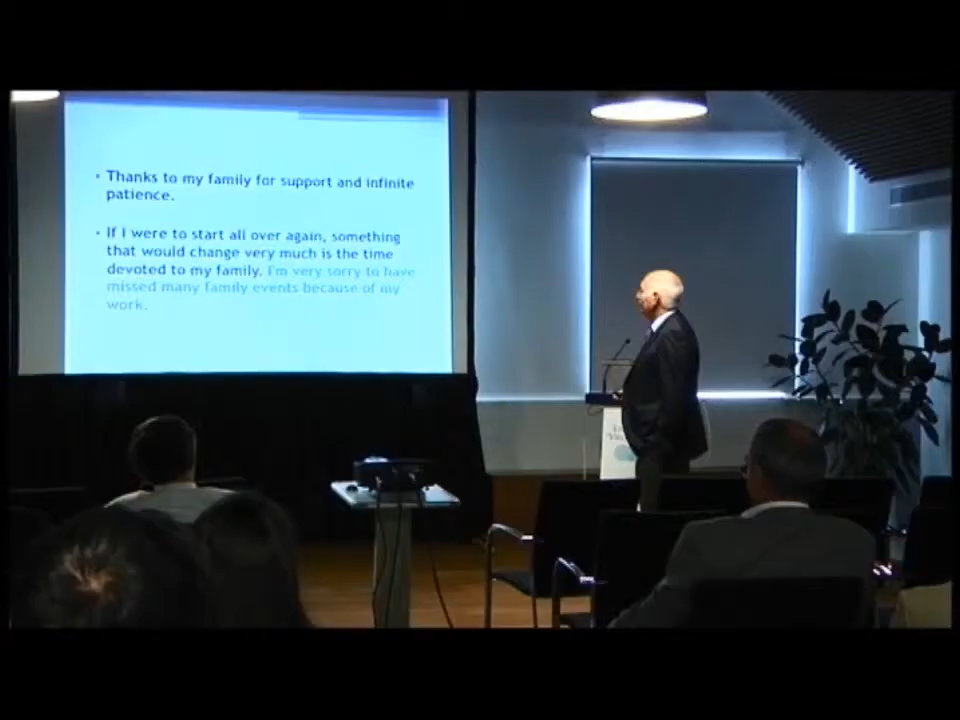 • Thanks to my family for support and infinite
patience.
• If I were to start all over again, something
that would change very much is the time
devoted to my family. I'm very sorry to have
missed many family events because of my
work.